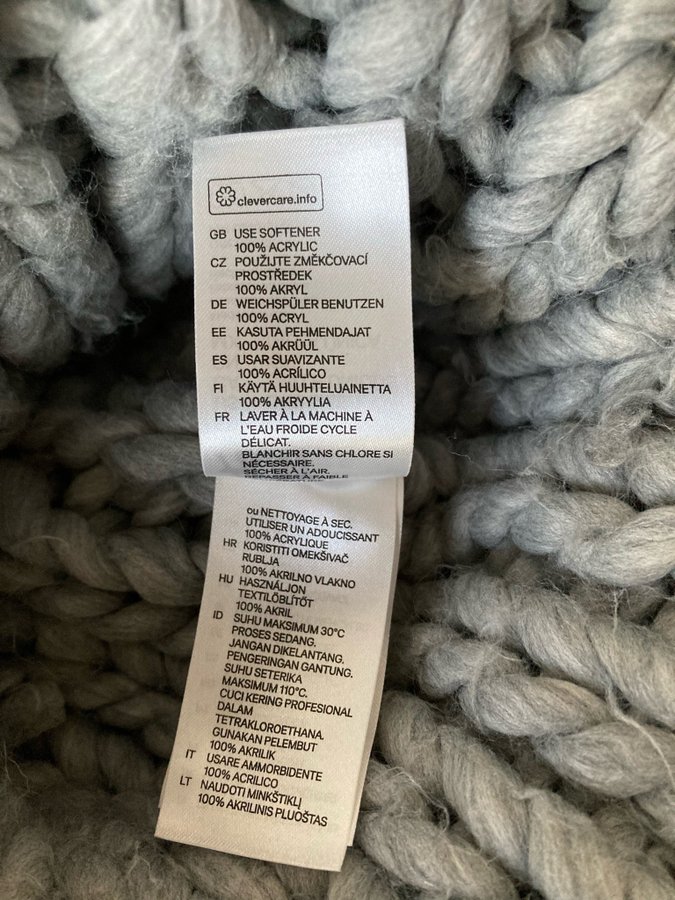 clevercare.info
GB USE SOFTENER
100% ACRYLIC
CZ POUŽIJTE ZMĚKČOVACÍ
PROSTŘEDEK
100% AKRYL
DE WEICHSPÜLER BENUTZEN
100% ACRYL
EE KASUTA PEHMENDAJAT
100% AKRÜÜL
ES USAR SUAVIZANTE
100% ACRÍLICO
FI KÄYTÄ HUUHTELUAINETTA
100% AKRYYLIA
FR LAVER À LA MACHINE À
L'EAU FROIDE CYCLE
DÉLICAT.
BLANCHIR SANS CHLORE SI
NÉCESSAIRE.
SÉCHER À L'AIR.
REPASSER À FAIBLE
ou NETTOYAGE À SEC.
UTILISER UN ADOUCISSANT
100% ACRYLIQUE
HR KORISTITI OMEKŠIVAČ
RUBLJA
100% AKRILNO VLAKNO
HU HASZNÁLJON
TEXTILÖBLÍTŐT
100% AKRIL
ID SUHU MAKSIMUM 30°C
PROSES SEDANG.
JANGAN DIKELANTANG.
PENGERINGAN GANTUNG.
SUHU SETERIKA
MAKSIMUM 110°C.
CUCI KERING PROFESIONAL
DALAM
TETRAKLOROETHANA.
GUNAKAN PELEMBUT
100% AKRILIK
IT USARE AMMORBIDENTE
100% ACRILICO
LT NAUDOTI MINKŠTIKLĮ
100% AKRILINIS PLUOŠTAS